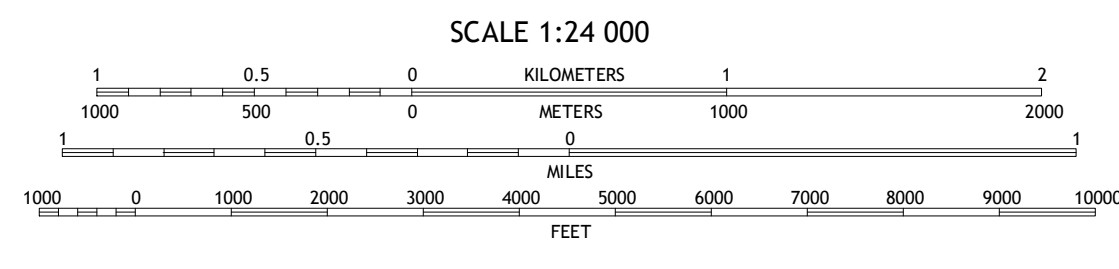 SCALE 1:24 000
1 0.5 0 KILOMETERS 1 2
1000 500 0 METERS 1000 2000
1 0.5 0 1
MILES
1000 0 1000 2000 3000 4000 5000 6000 7000 8000 9000 10000
FEET